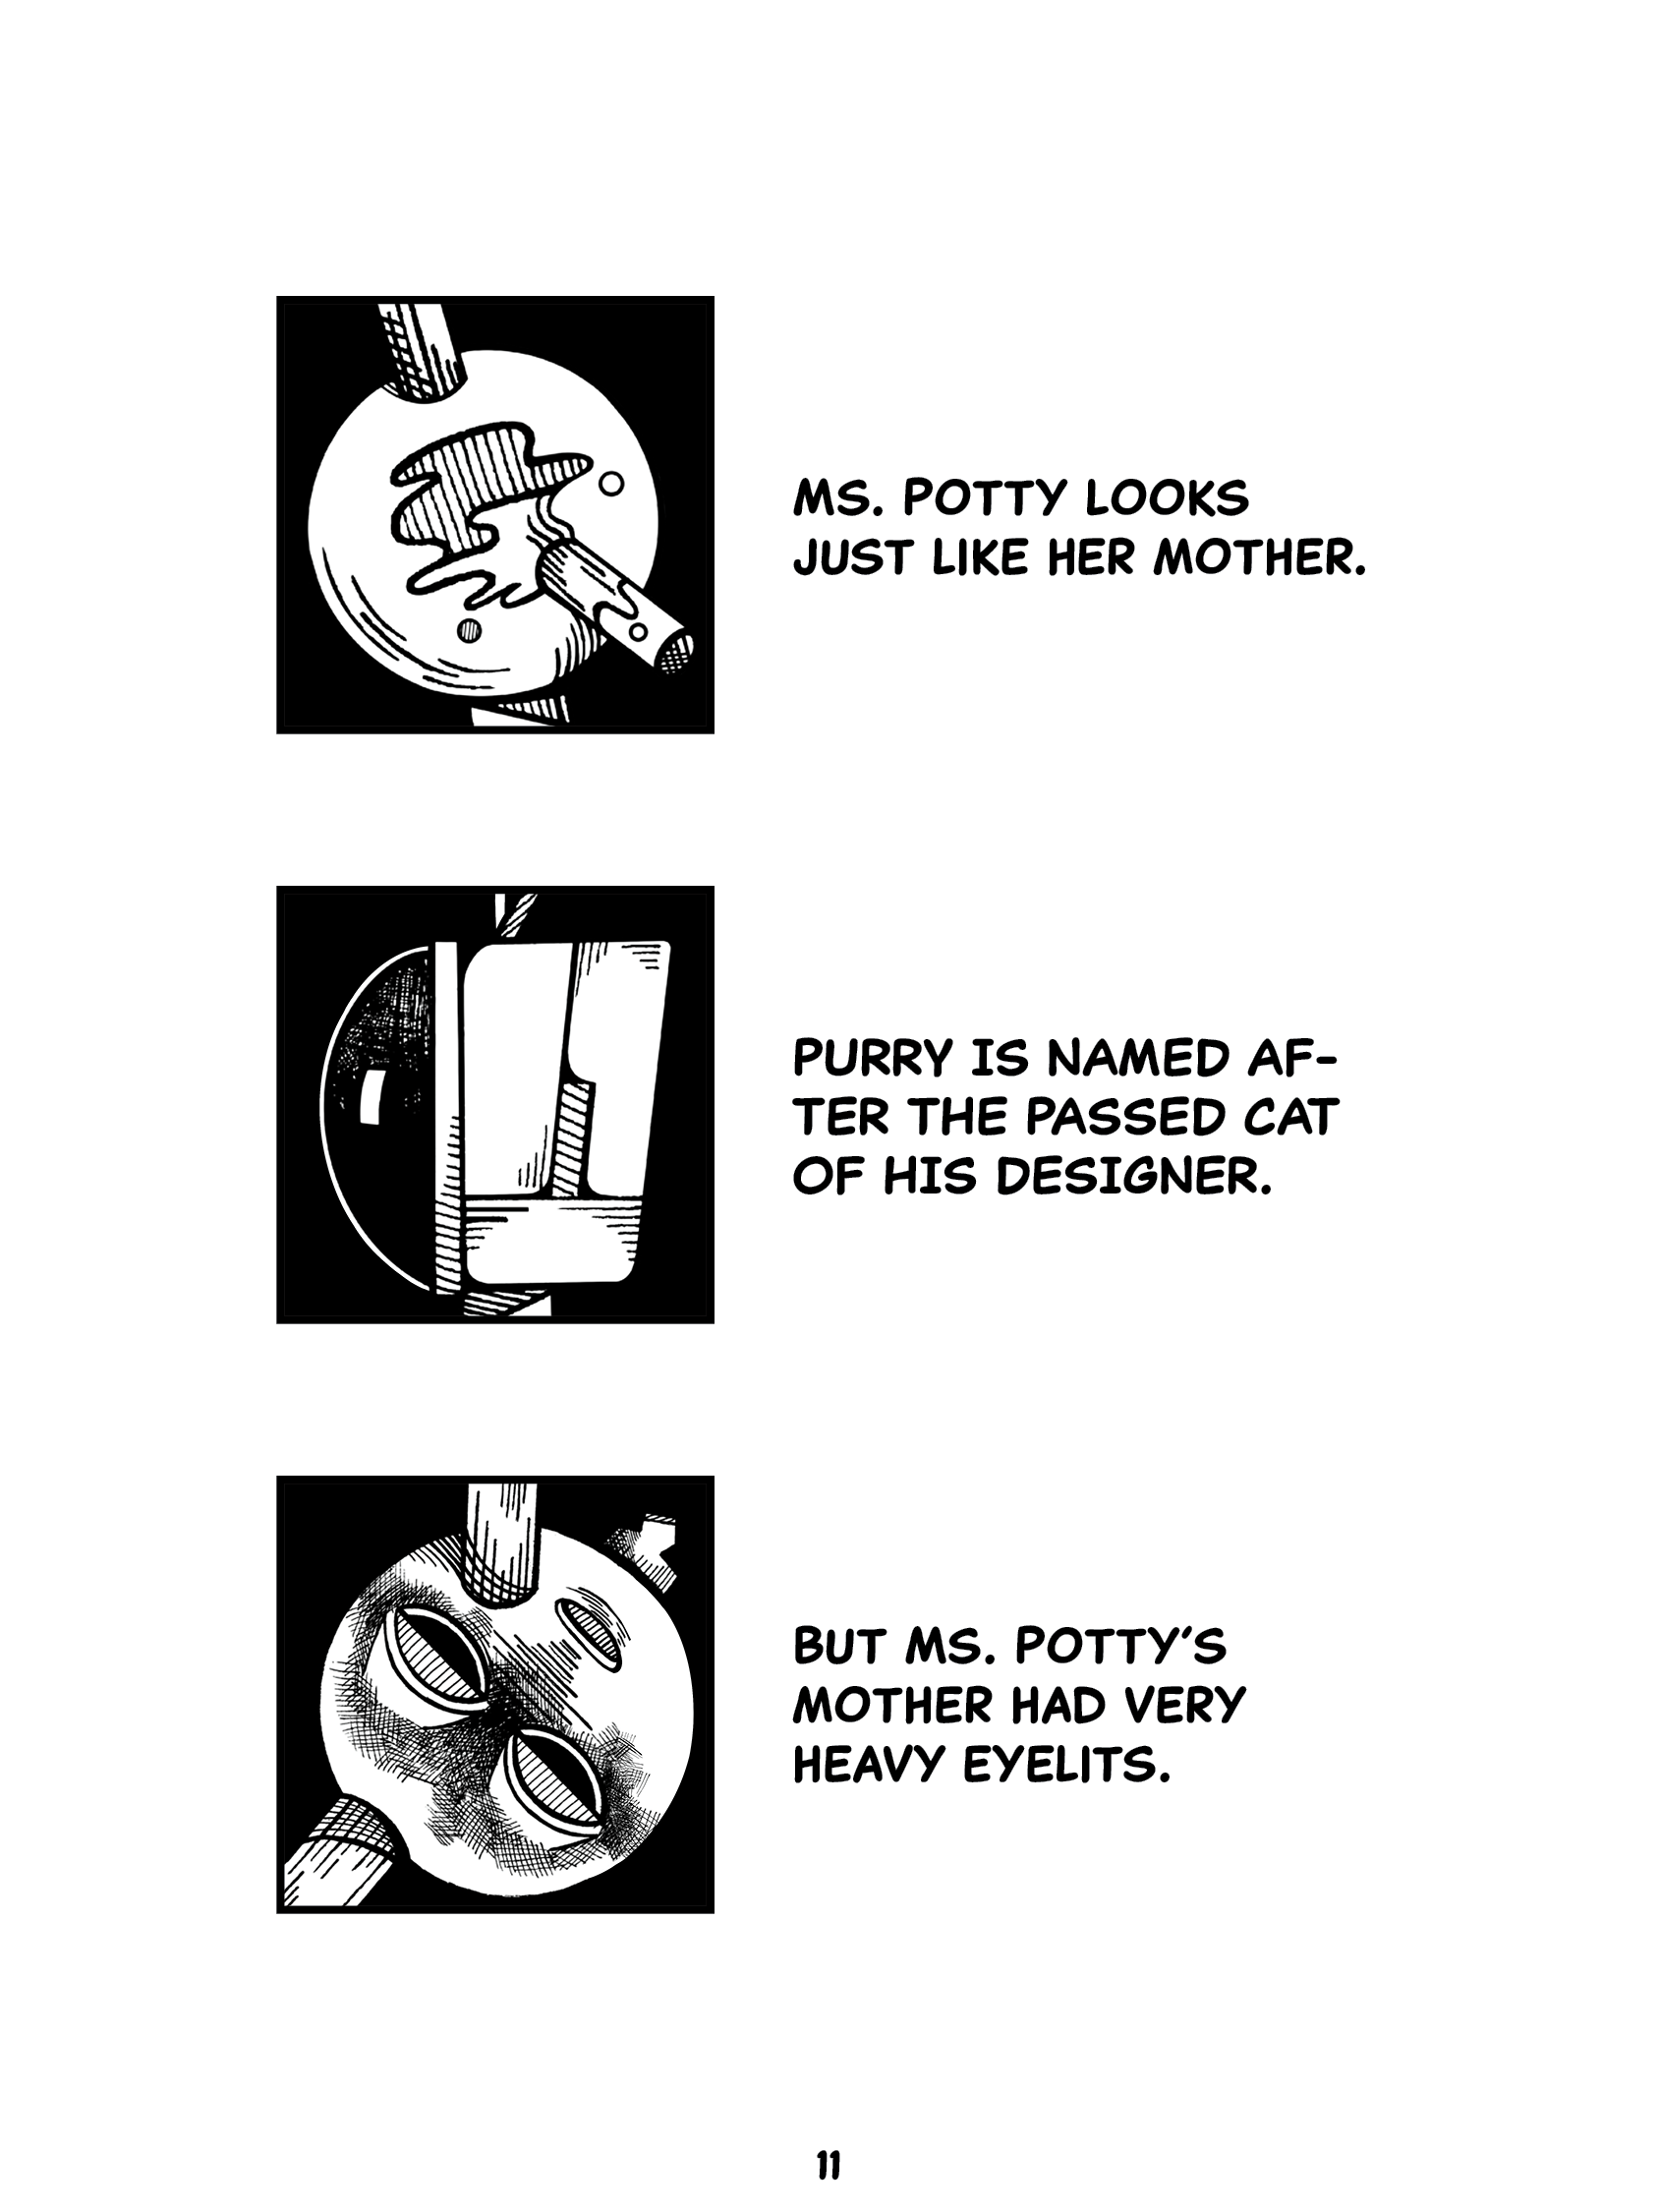 MS. POTTY LOOKS
JUST LIKE HER MOTHER.
PURRY IS NAMED AF-
TER THE PASSED CAT
OF HIS DESIGNER.
BUT MS. POTTY'S
MOTHER HAD VERY
HEAVY EYELITS.
11